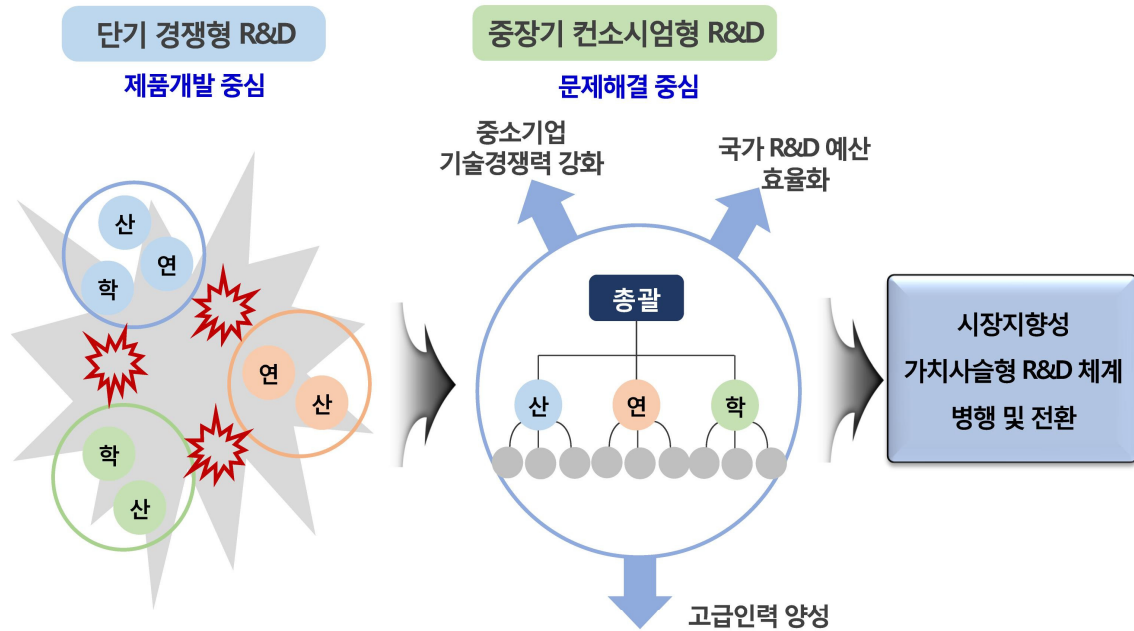 단기 경쟁형 R&D
제품개발 중심
산
연
학
연
산
학
산
중장기 컨소시엄형 R&D
문제해결 중심
중소기업
기술경쟁력 강화
국가 R&D 예산
효율화
총괄
산
연
학
고급인력 양성
시장지향성
가치사슬형 R&D 체계
병행 및 전환